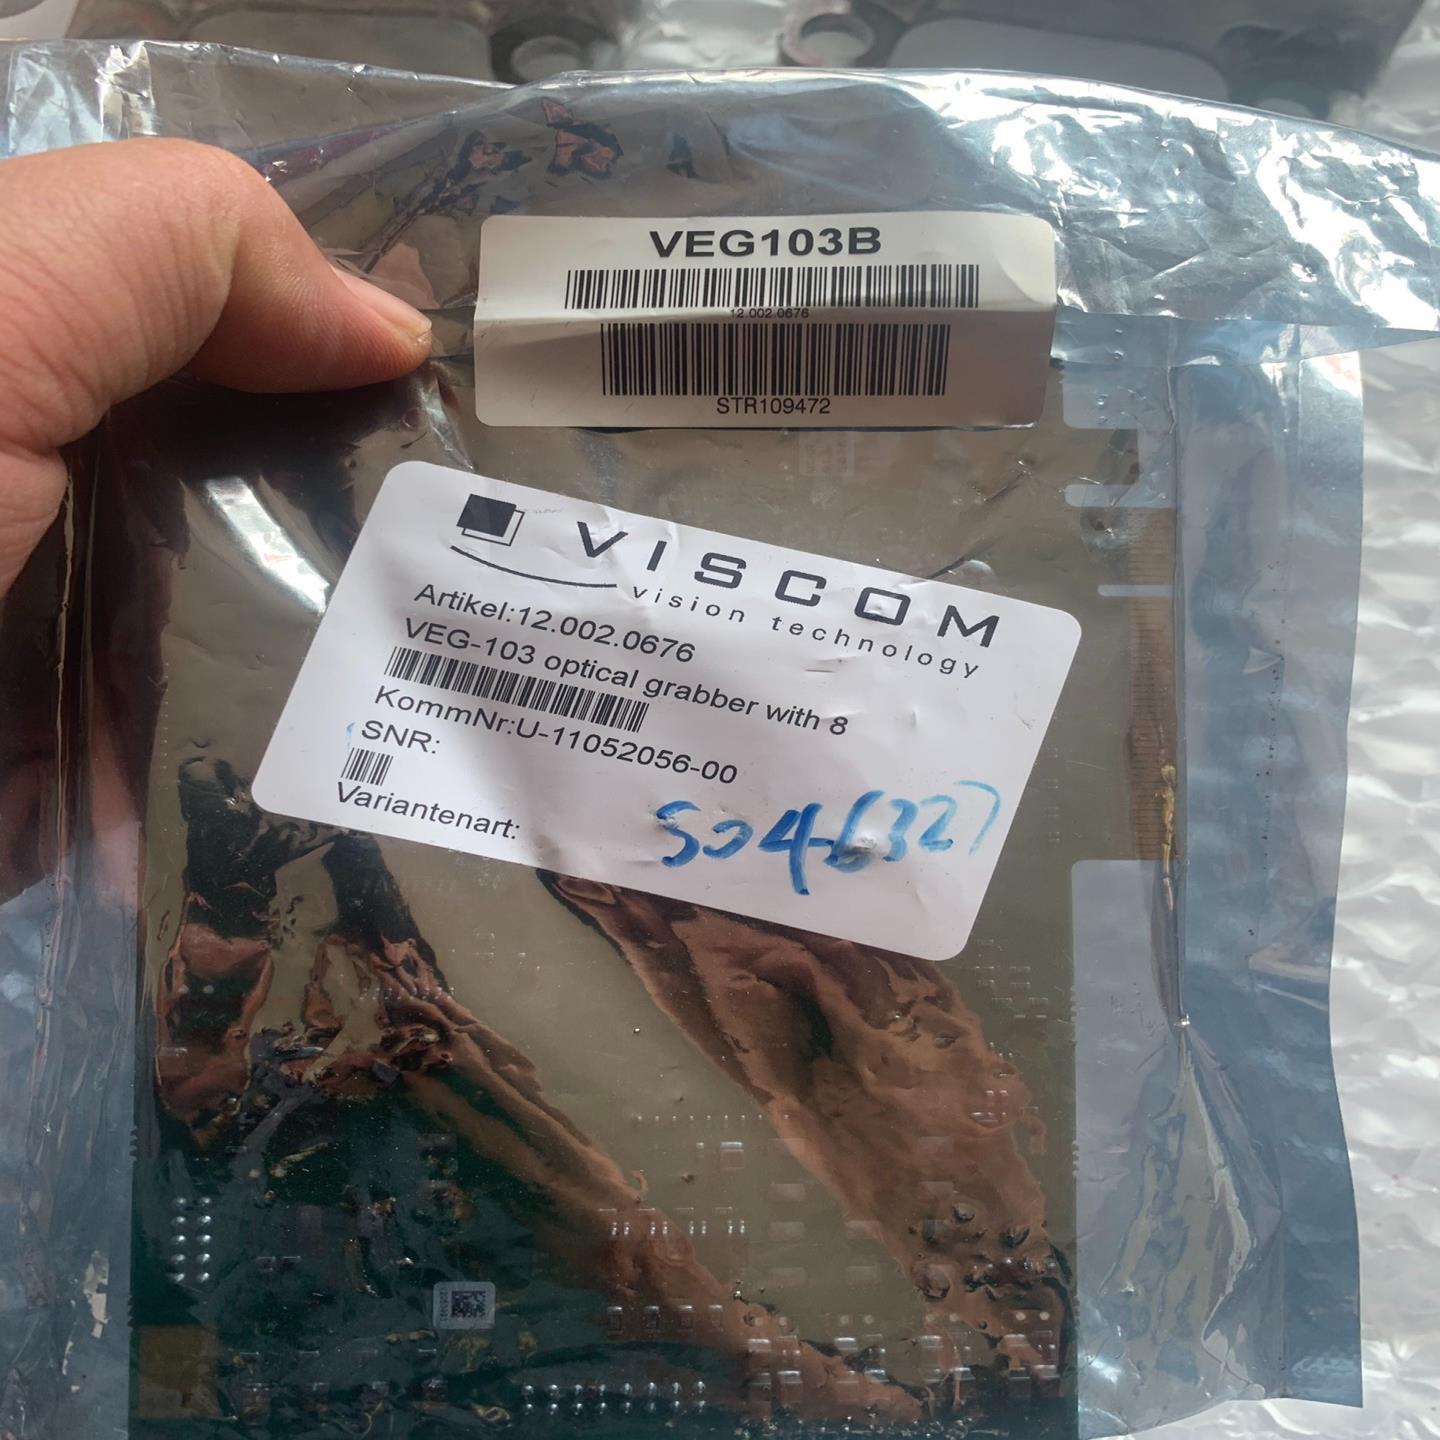 VEG103B
12.002.0676
STR109472
VISCOM
vision technology
Artikel:12.002.0676
VEG-103 optical grabber with 8
KommNr:U-11052056-00
SNR:
Variantenart: